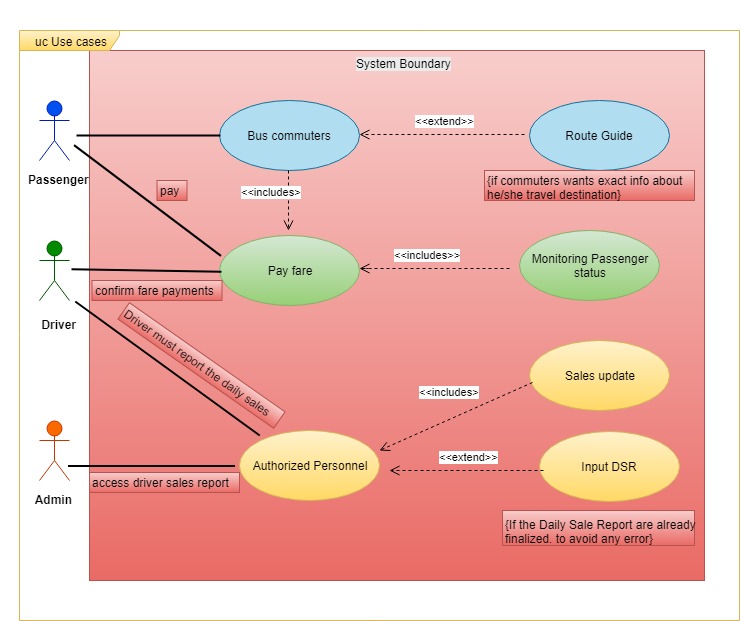 uc Use cases
System Boundary
Bus commuters
<<extend>>
Route Guide
Passenger
pay
<<includes>
{if commuters wants exact info about
he/she travel destination}
Pay fare
<<includes>>
Monitoring Passenger
status
confirm fare payments
Driver
Driver must report the daily sales
Sales update
<<includes>
Authorized Personnel
<<extend>>
Input DSR
Admin
access driver sales report
{If the Daily Sale Report are already
finalized. to avoid any error}